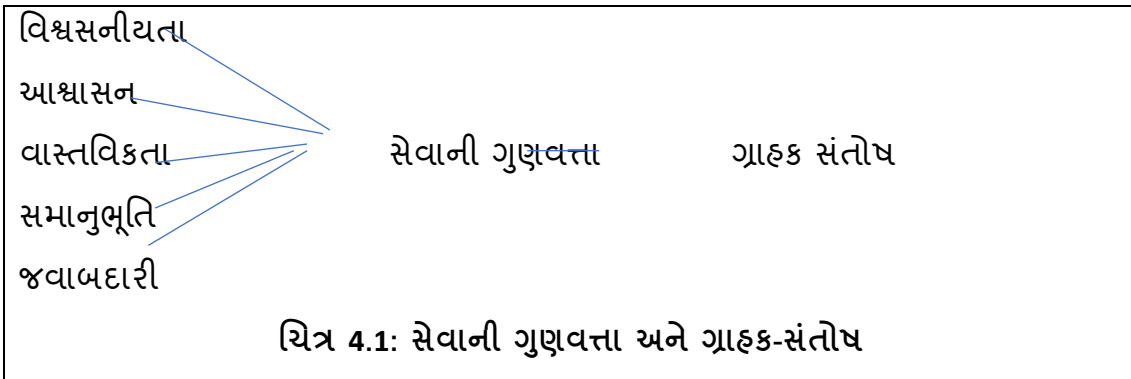 વિશ્વસનીયતા
આશ્વાસન
વાસ્તવિકતા સેવાની ગુણવત્તા ગ્રાહક સંતોષ
સમાનુભૂતિ
જવાબદારી
ચિત્ર 4.1: સેવાની ગુણવત્તા અને ગ્રાહક-સંતોષ